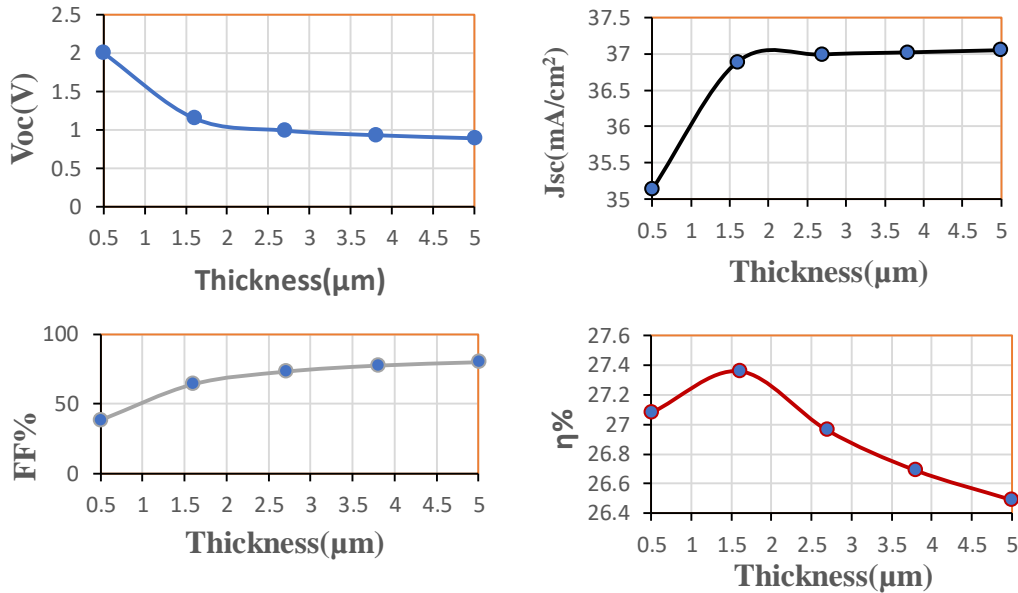 2.5
2
1.5
1
0.5
0
Voc(V)
0.5 1 1.5 2 2.5 3 3.5 4 4.5 5
Thickness(µm)
37.5
37
36.5
36
35.5
35
Jsc(mA/cm²)
0.5 1 1.5 2 2.5 3 3.5 4 4.5 5
Thickness(µm)
100
50
0
FF%
0.5 1 1.5 2 2.5 3 3.5 4 4.5 5
Thickness(µm)
27.6
27.4
27.2
27
26.8
26.6
26.4
η%
0.5 1 1.5 2 2.5 3 3.5 4 4.5 5
Thickness(µm)